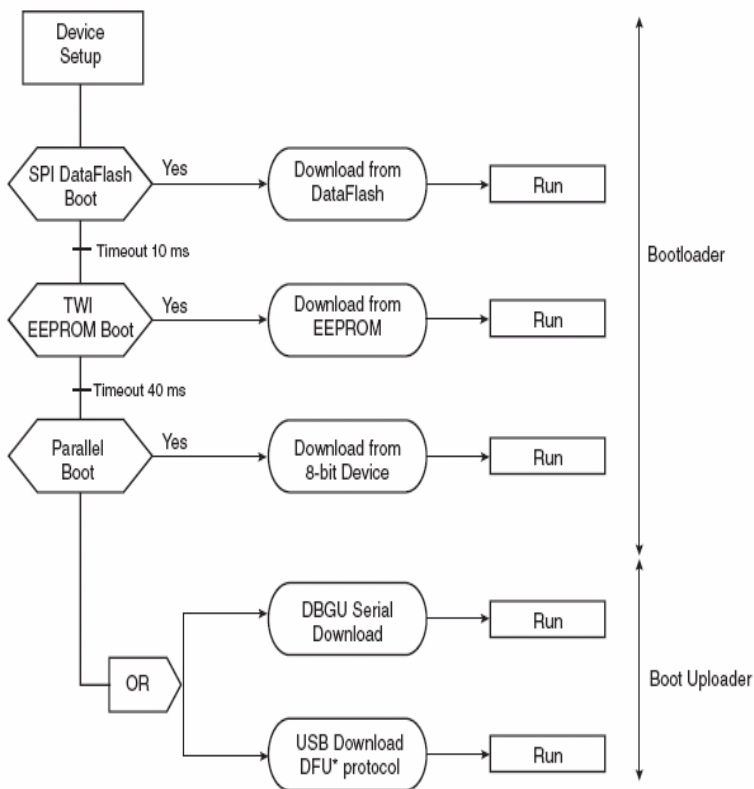 Device
Setup
SPI DataFlash
Boot
Yes
Download from
DataFlash
Run
Timeout 10 ms
Bootloader
TWI
EEPROM Boot
Yes
Download from
EEPROM
Run
Timeout 40 ms
Parallel
Boot
Yes
Download from
8-bit Device
Run
DBGU Serial
Download
Run
OR
Boot Uploader
USB Download
DFU* protocol
Run